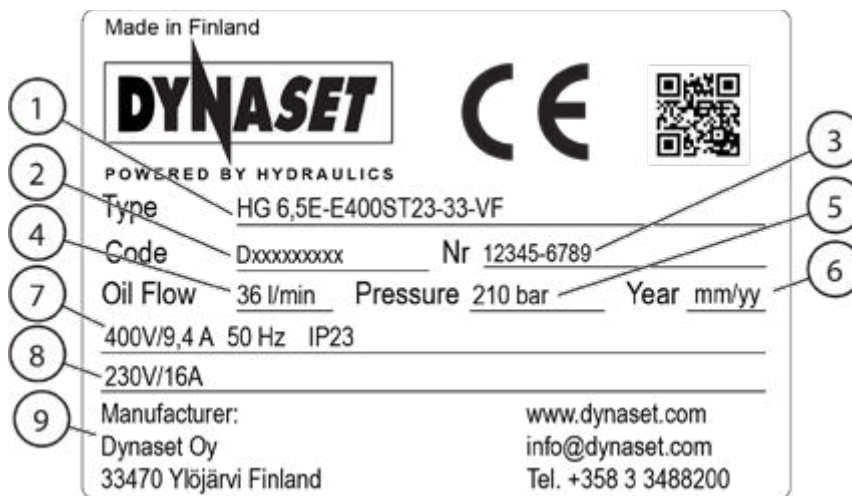 Made in Finland
DYNASET
POWERED BY HYDRAULICS
CE
1
2
3
4
5
6
7
8
9
Type HG 6,5E-E400ST23-33-VF
Code Dxxxxxxxxx Nr 12345-6789
Oil Flow 36 l/min Pressure 210 bar Year mm/yy
400V/9,4 A 50 Hz IP23
230V/16A
Manufacturer: www.dynaset.com
Dynaset Oy info@dynaset.com
33470 Ylöjärvi Finland Tel. +358 3 3488200